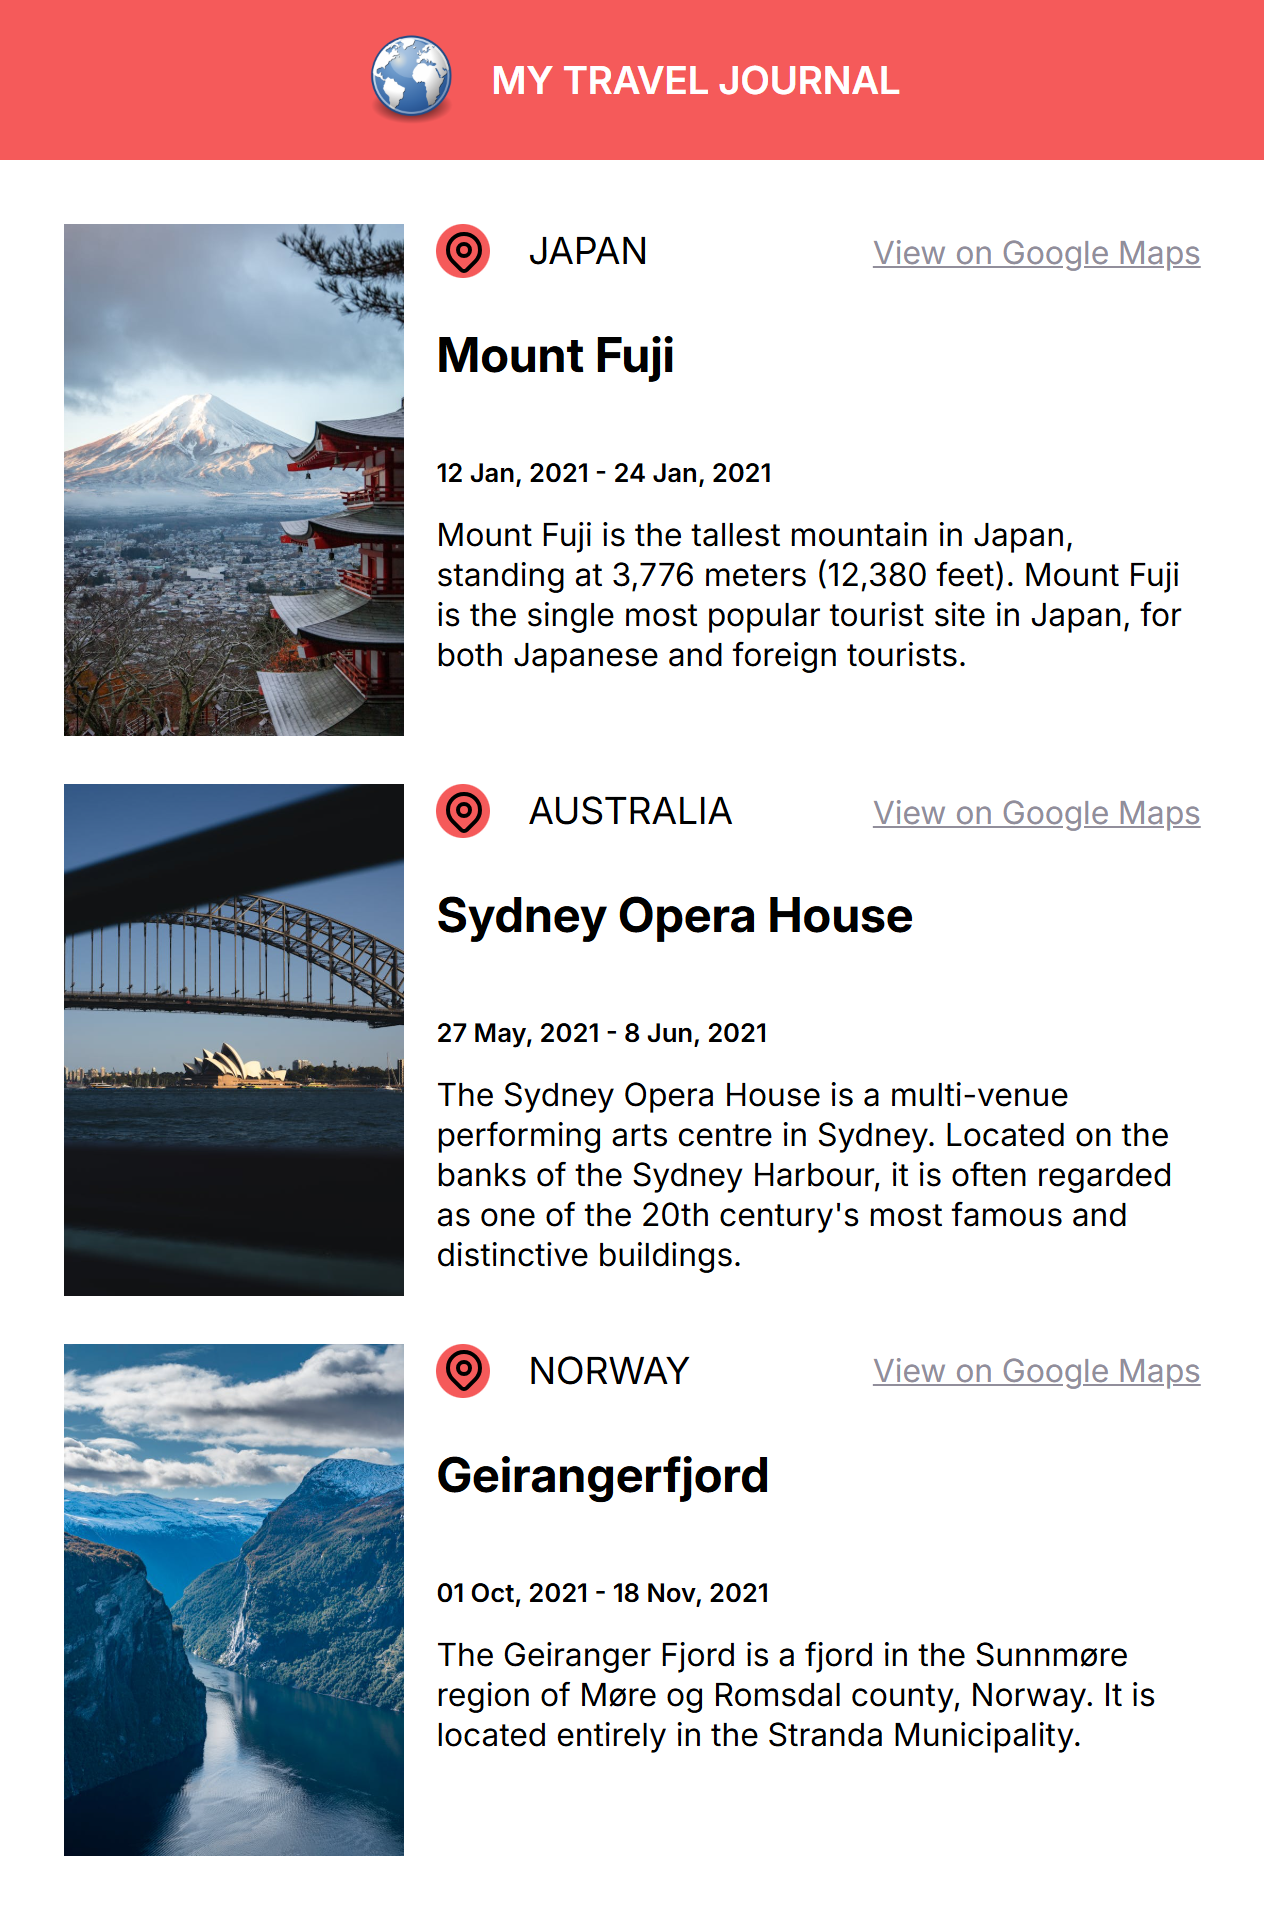 MY TRAVEL JOURNAL
JAPAN
View on Google Maps
Mount Fuji
12 Jan, 2021 - 24 Jan, 2021
Mount Fuji is the tallest mountain in Japan,
standing at 3,776 meters (12,380 feet). Mount Fuji
is the single most popular tourist site in Japan, for
both Japanese and foreign tourists.
AUSTRALIA
View on Google Maps
Sydney Opera House
27 May, 2021 - 8 Jun, 2021
The Sydney Opera House is a multi-venue
performing arts centre in Sydney. Located on the
banks of the Sydney Harbour, it is often regarded
as one of the 20th century's most famous and
distinctive buildings.
NORWAY
View on Google Maps
Geirangerfjord
01 Oct, 2021 - 18 Nov, 2021
The Geiranger Fjord is a fjord in the Sunnmøre
region of Møre og Romsdal county, Norway. It is
located entirely in the Stranda Municipality.